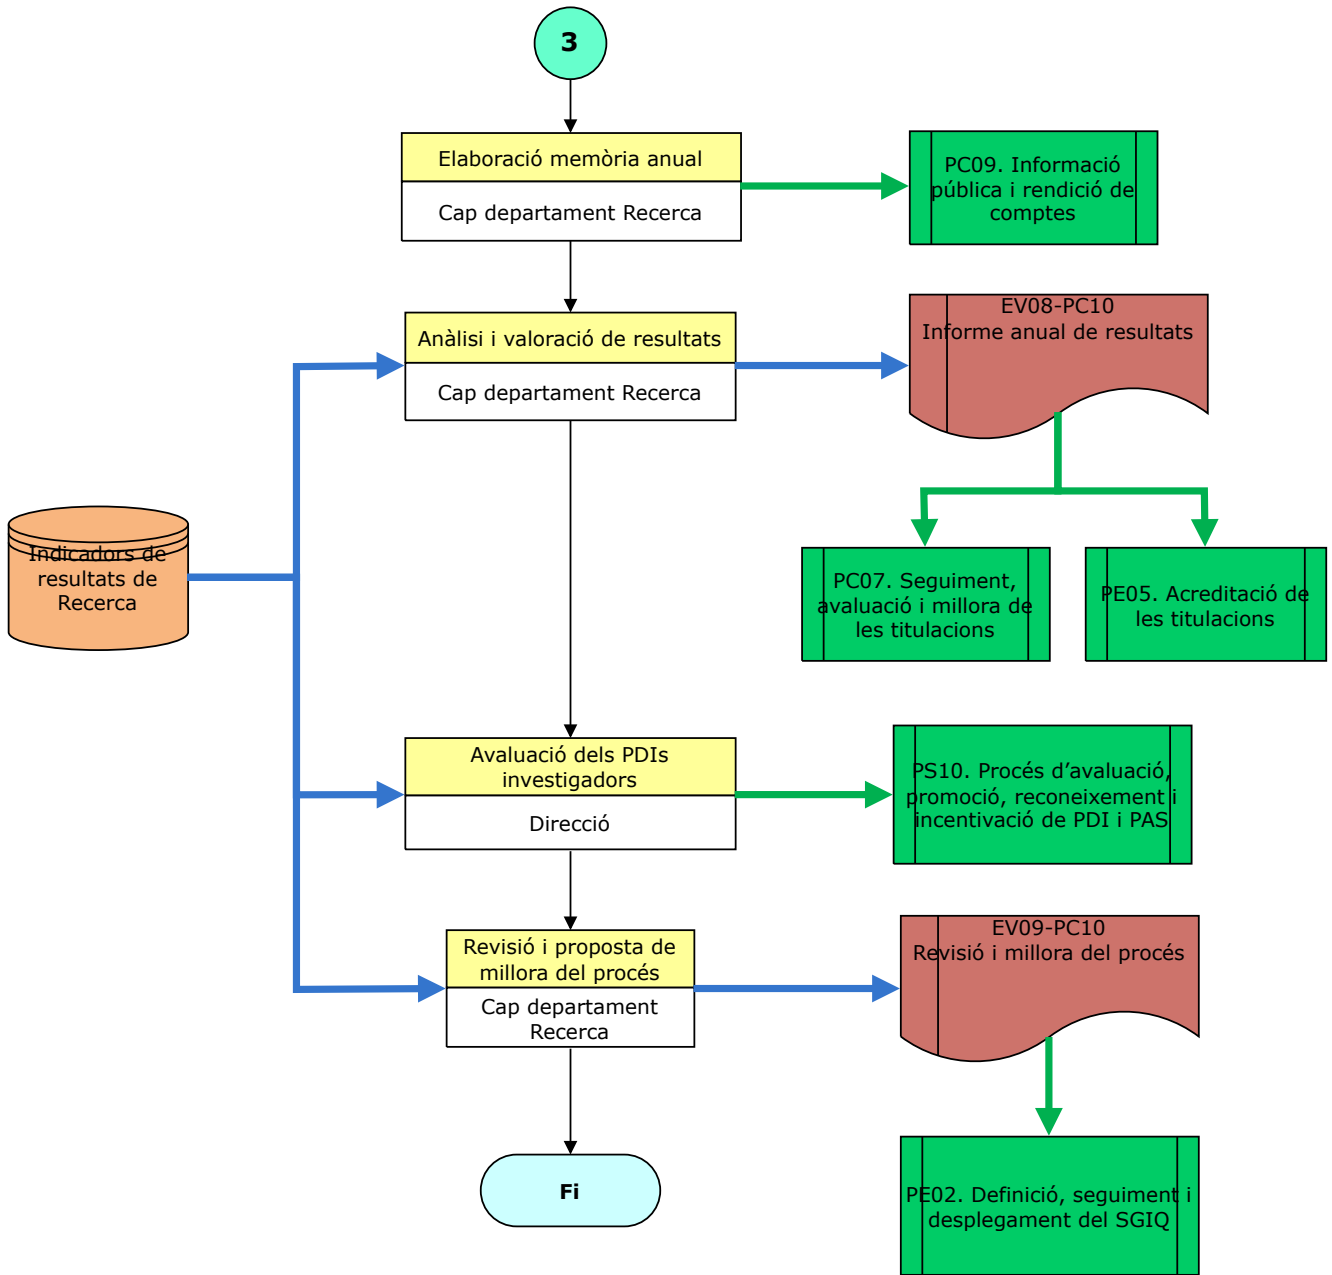 3
Elaboració memòria anual
Cap departament Recerca
PC09. Informació
pública i rendició de
comptes
Anàlisi i valoració de resultats
Cap departament Recerca
EV08-PC10
Informe anual de resultats
Indicadors de
resultats de
Recerca
PC07. Seguiment,
avaluació i millora de
les titulacions
PE05. Acreditació de
les titulacions
Avaluació dels PDIs
investigadors
Direcció
PS10. Procés d’avaluació,
promoció, reconeixement i
incentivació de PDI i PAS
Revisió i proposta de
millora del procés
Cap departament
Recerca
EV09-PC10
Revisió i millora del procés
Fi
PE02. Definició, seguiment i
desplegament del SGIQ